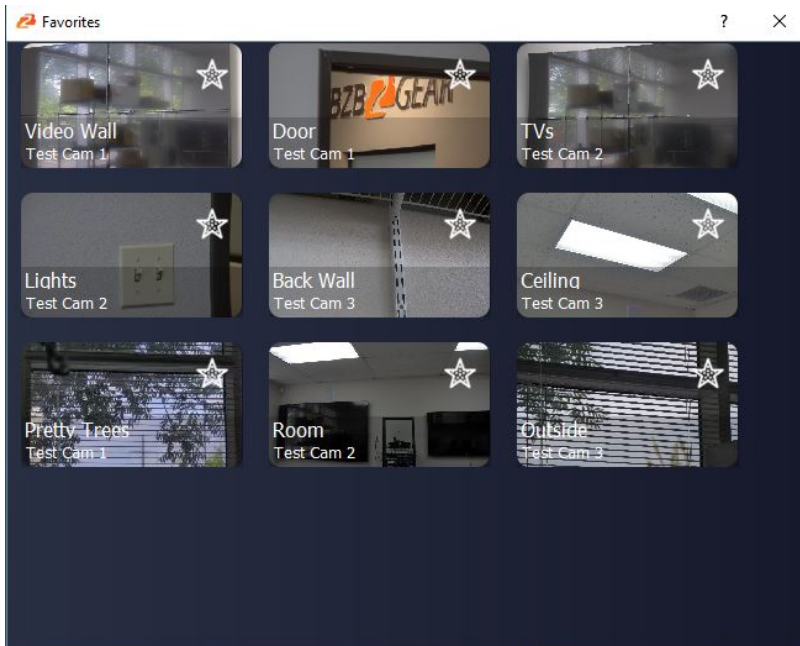 Favorites
?
Video Wall
Test Cam 1
BZB GEAR
Door
Test Cam 1
TVs
Test Cam 2
Lights
Test Cam 2
Back Wall
Test Cam 3
Ceiling
Test Cam 3
Pretty Trees
Test Cam 1
Room
Test Cam 2
Outside
Test Cam 3